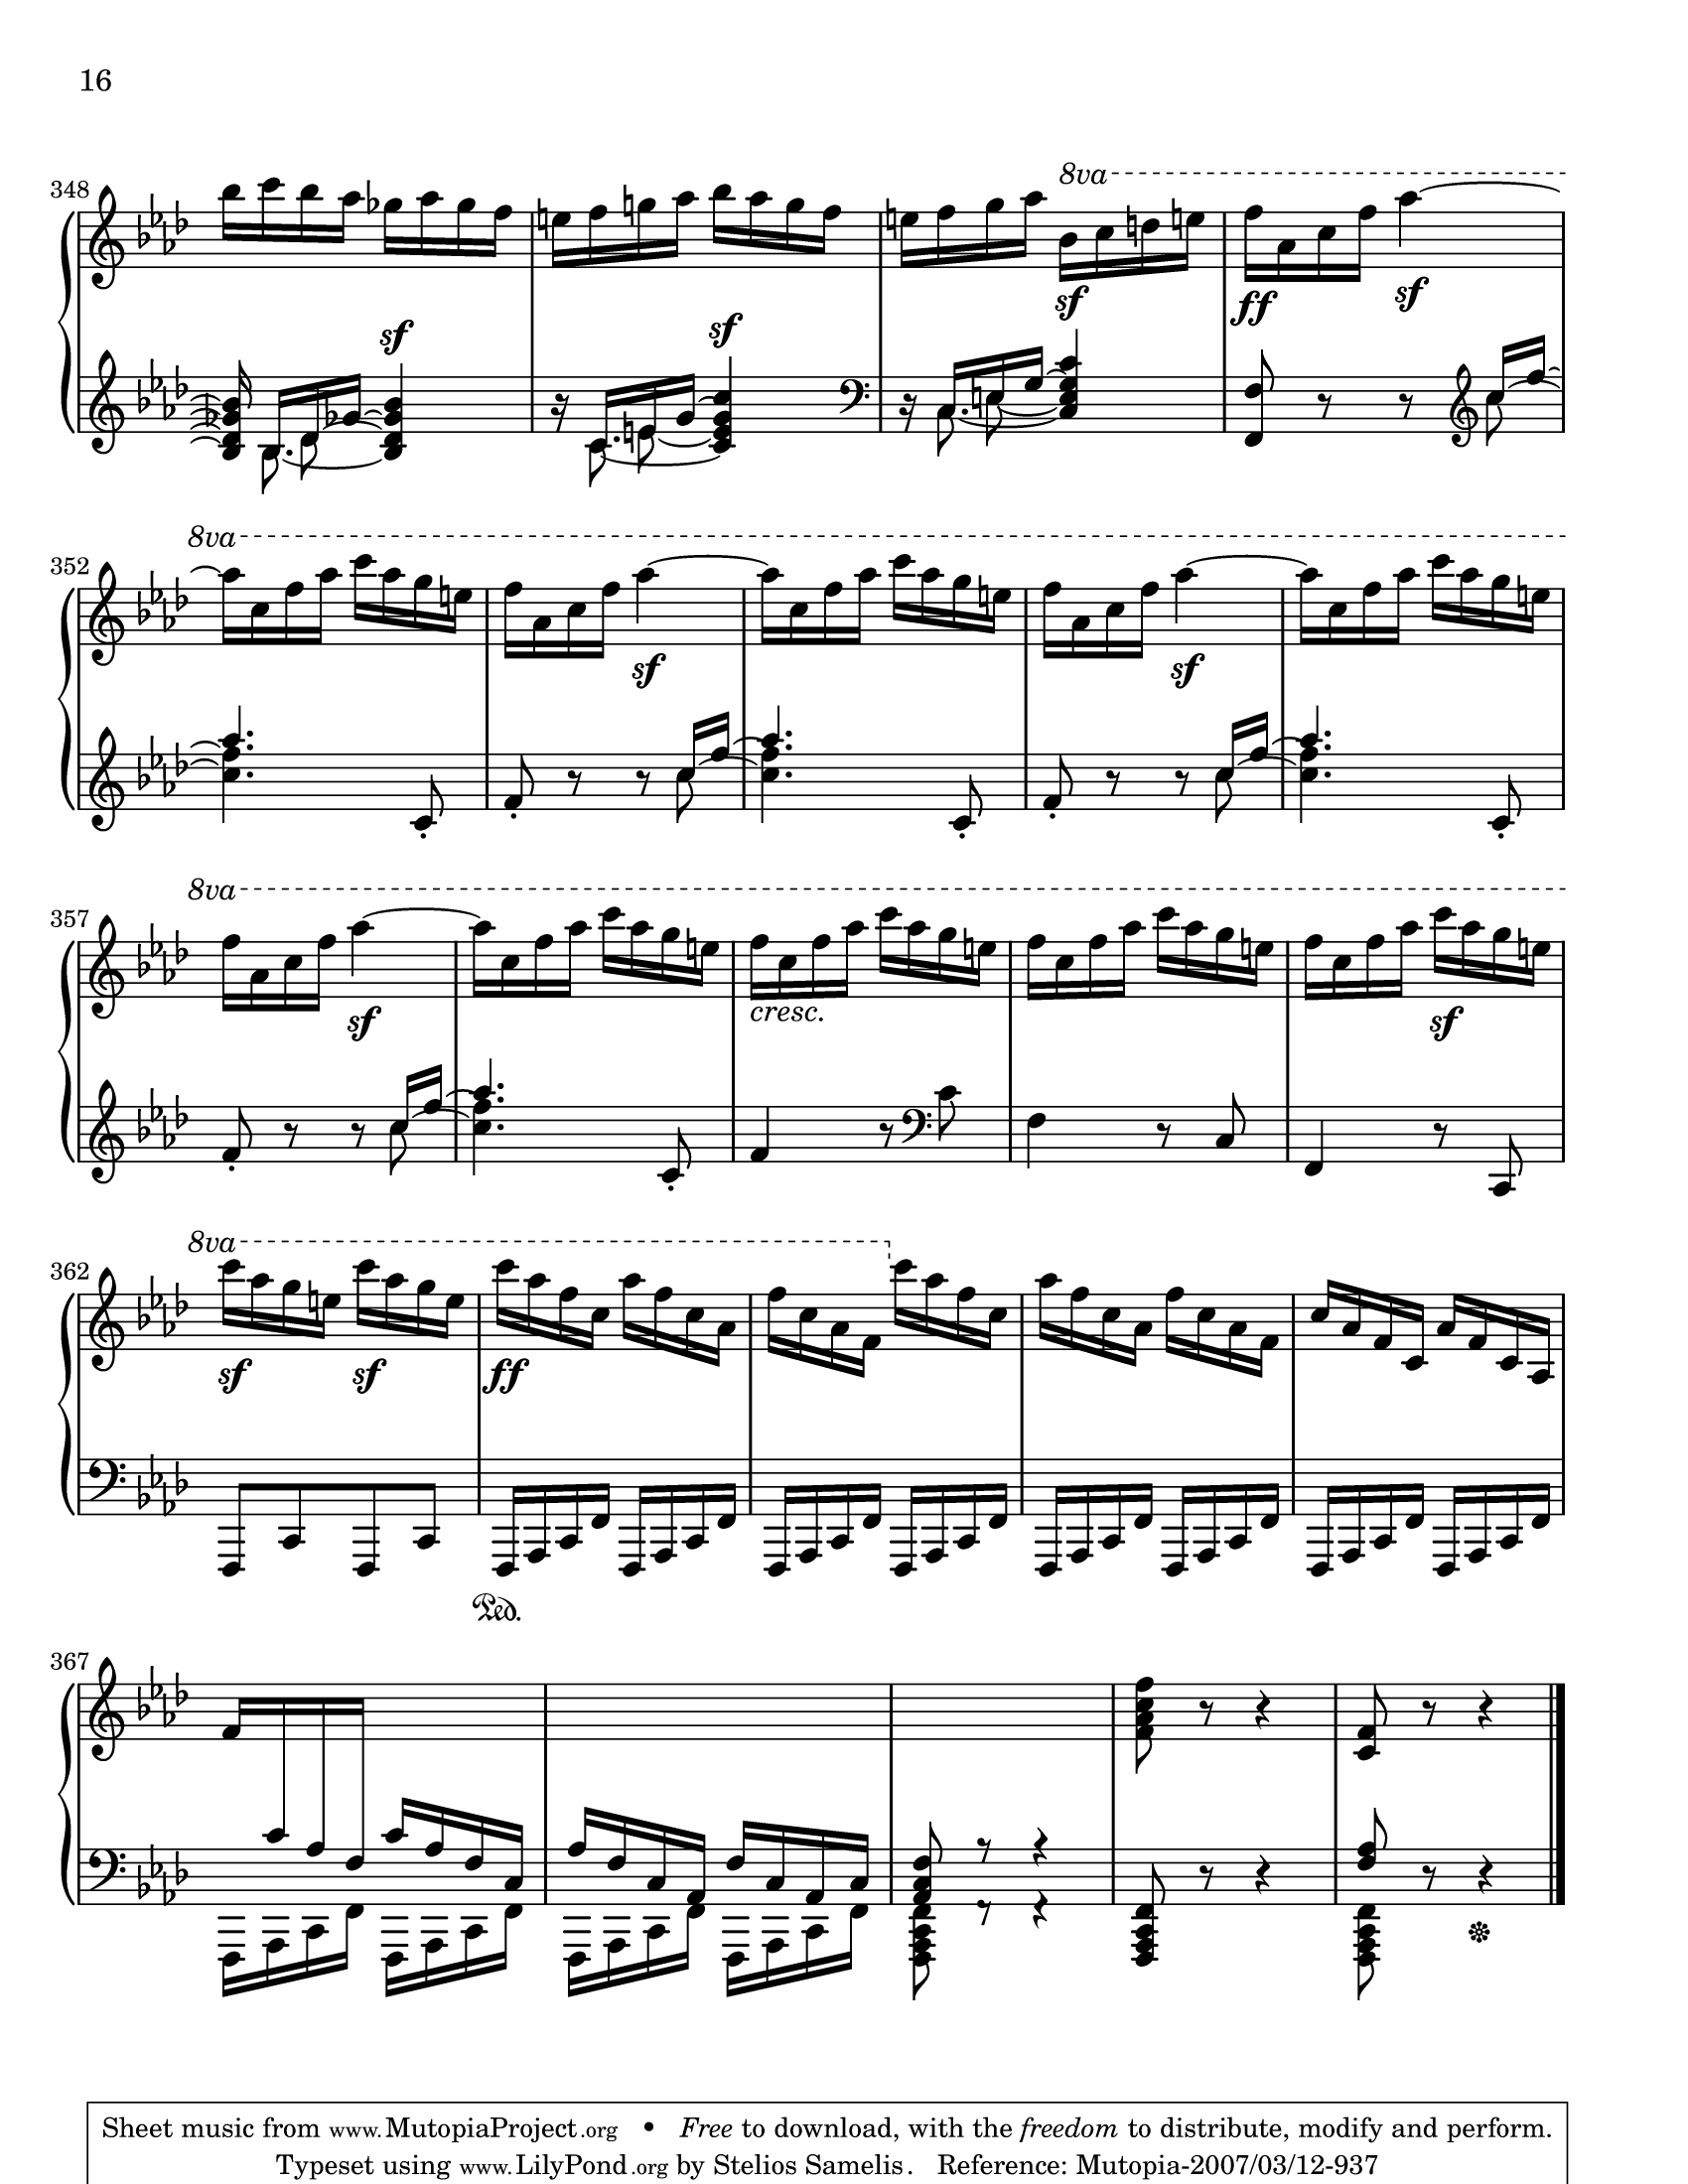 16
348
8va
sf sf sf ff sf
352
8va
sf sf
357
8va
sf cresc. sf
362
8va
sf sf ff
Ped.
367
Sheet music from www.MutopiaProject.org • Free to download, with the freedom to distribute, modify and perform.
Typeset using www.LilyPond.org by Stelios Samelis. Reference: Mutopia-2007/03/12-937